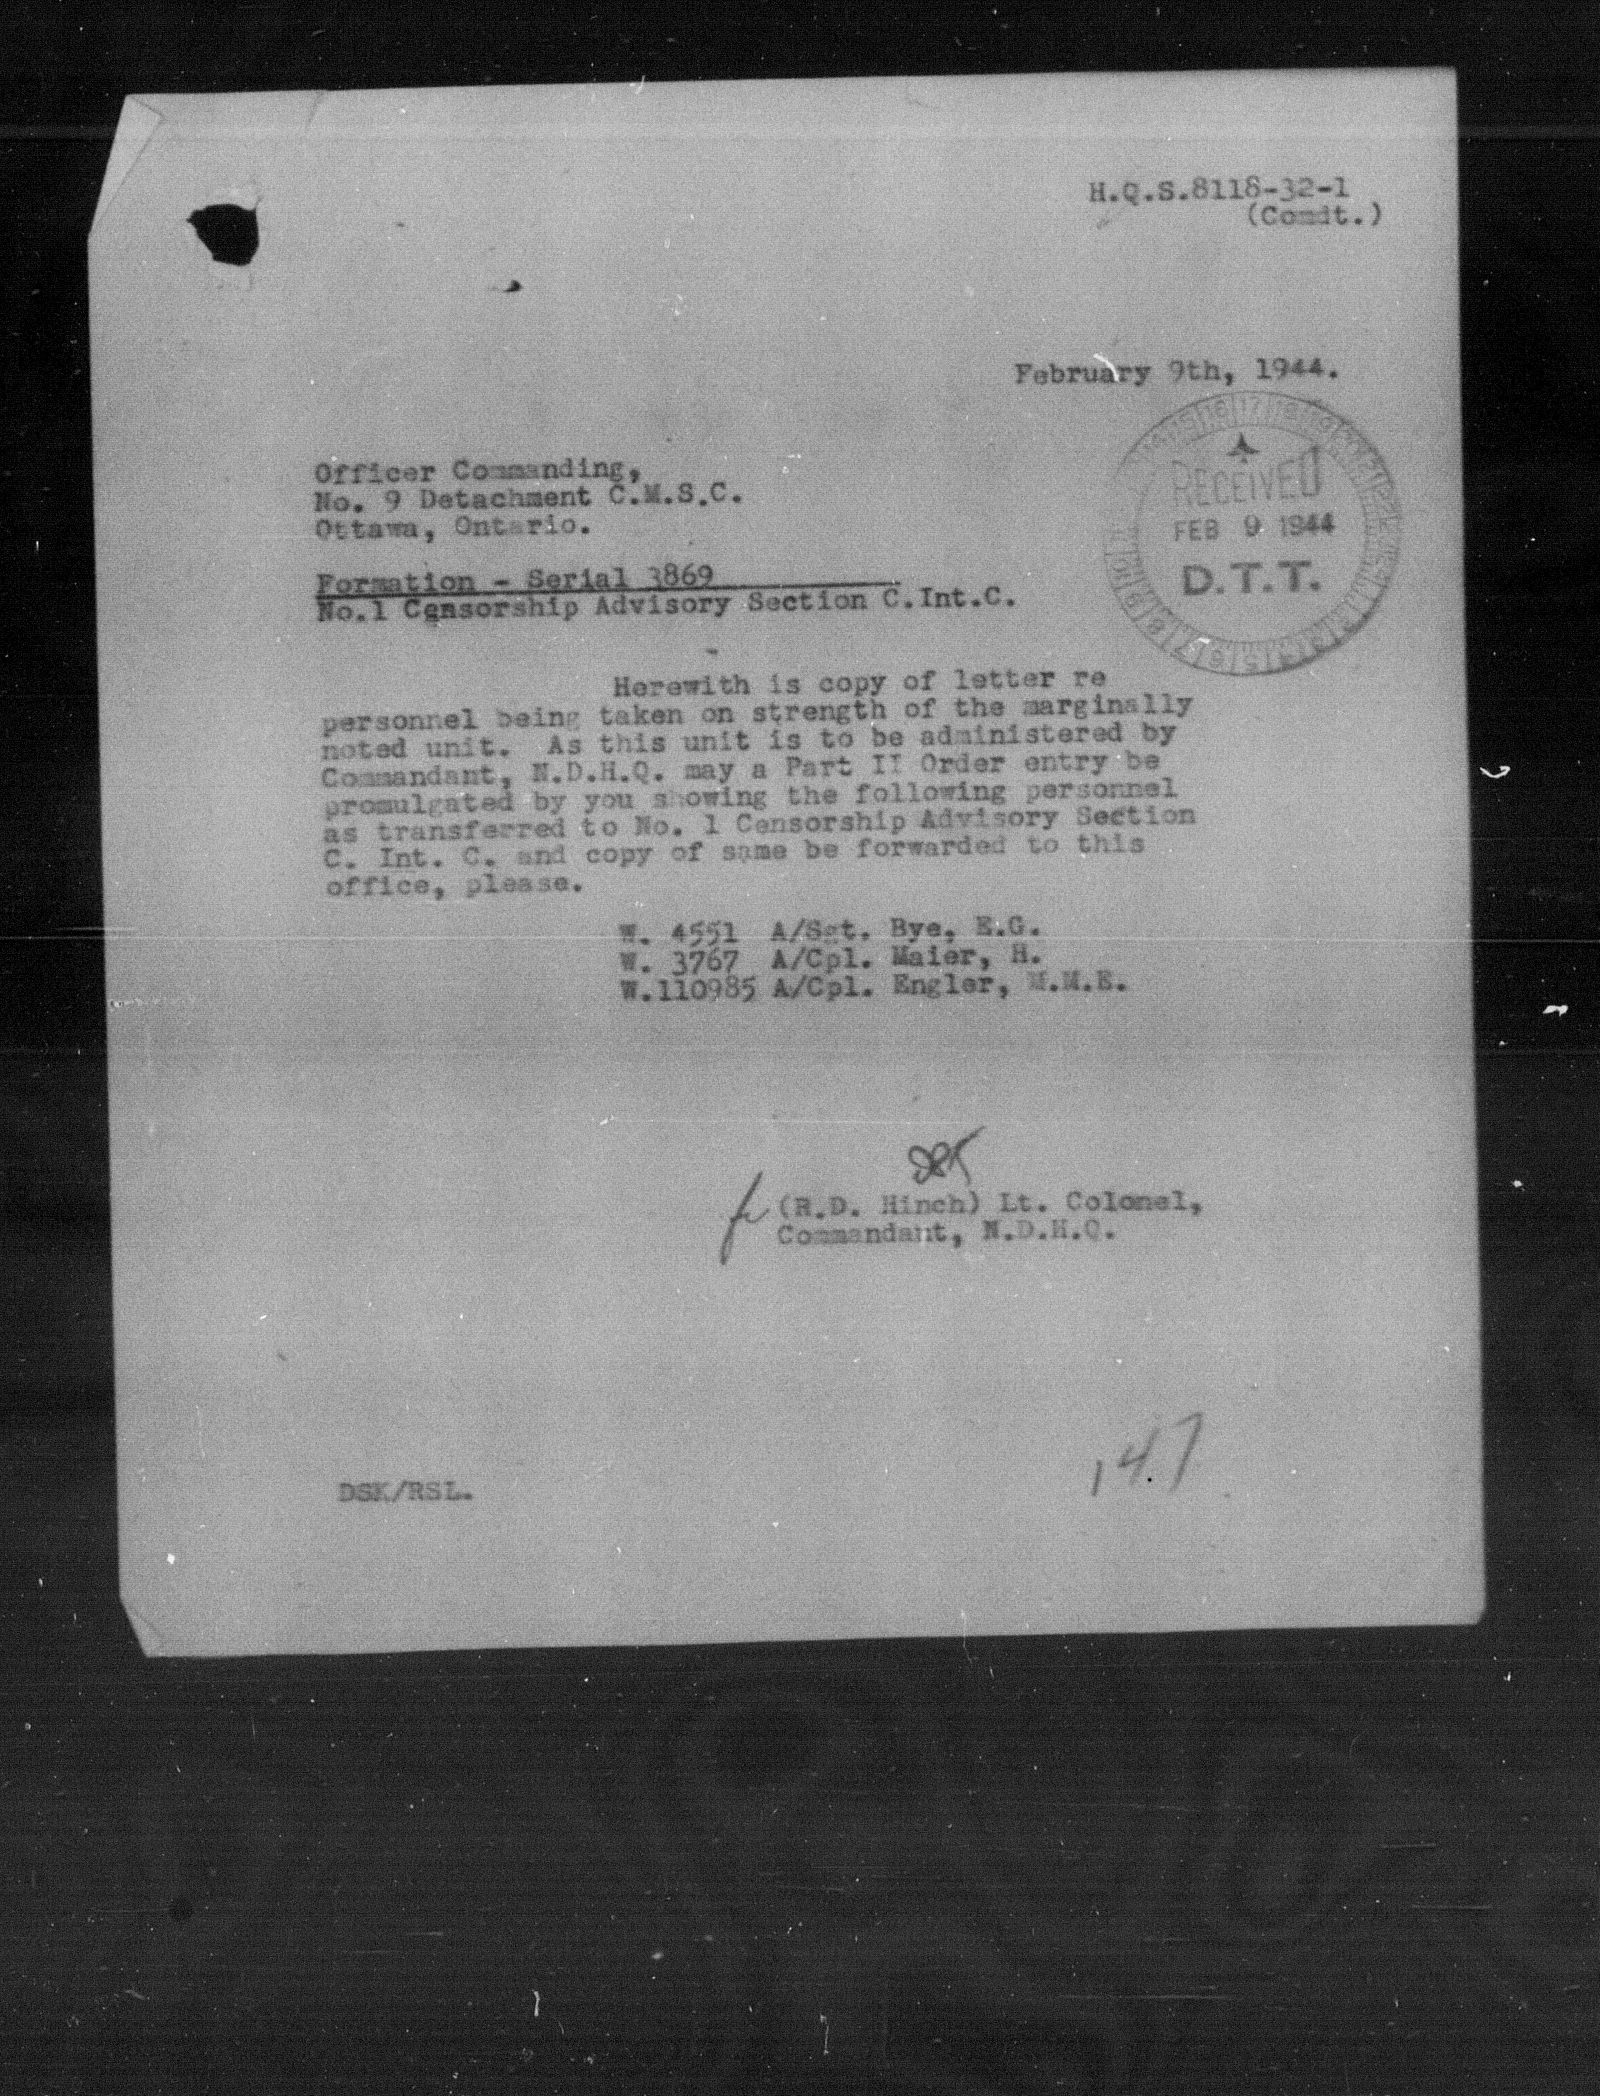 H.Q.S.8118-32-1
(Comdt.)
February 9th, 1944.
RECEIVED
FEB 9 1944
D.T.T.
Officer Commanding,
No. 9 Detachment C.M.S.C.
Ottawa, Ontario.
Formation - Serial 3869
No.1 Censorship Advisory Section C.Int.C.
Herewith is copy of letter re
personnel being taken on strength of the marginally
noted unit. As this unit is to be administered by
Commandant, N.D.H.Q. may a Part II Order entry be
promulgated by you showing the following personnel
as transferred to No. 1 Censorship Advisory Section
C. Int. C. and copy of same be forwarded to this
office, please.
W. 4551 A/Sgt. Bye, E.G.
W. 3767 A/Cpl. Maier, H.
W.110985 A/Cpl. Engler, M.M.E.
(R.D. Hinch) Lt. Colonel,
Commandant, N.D.H.Q.
147
DSK/RSL.